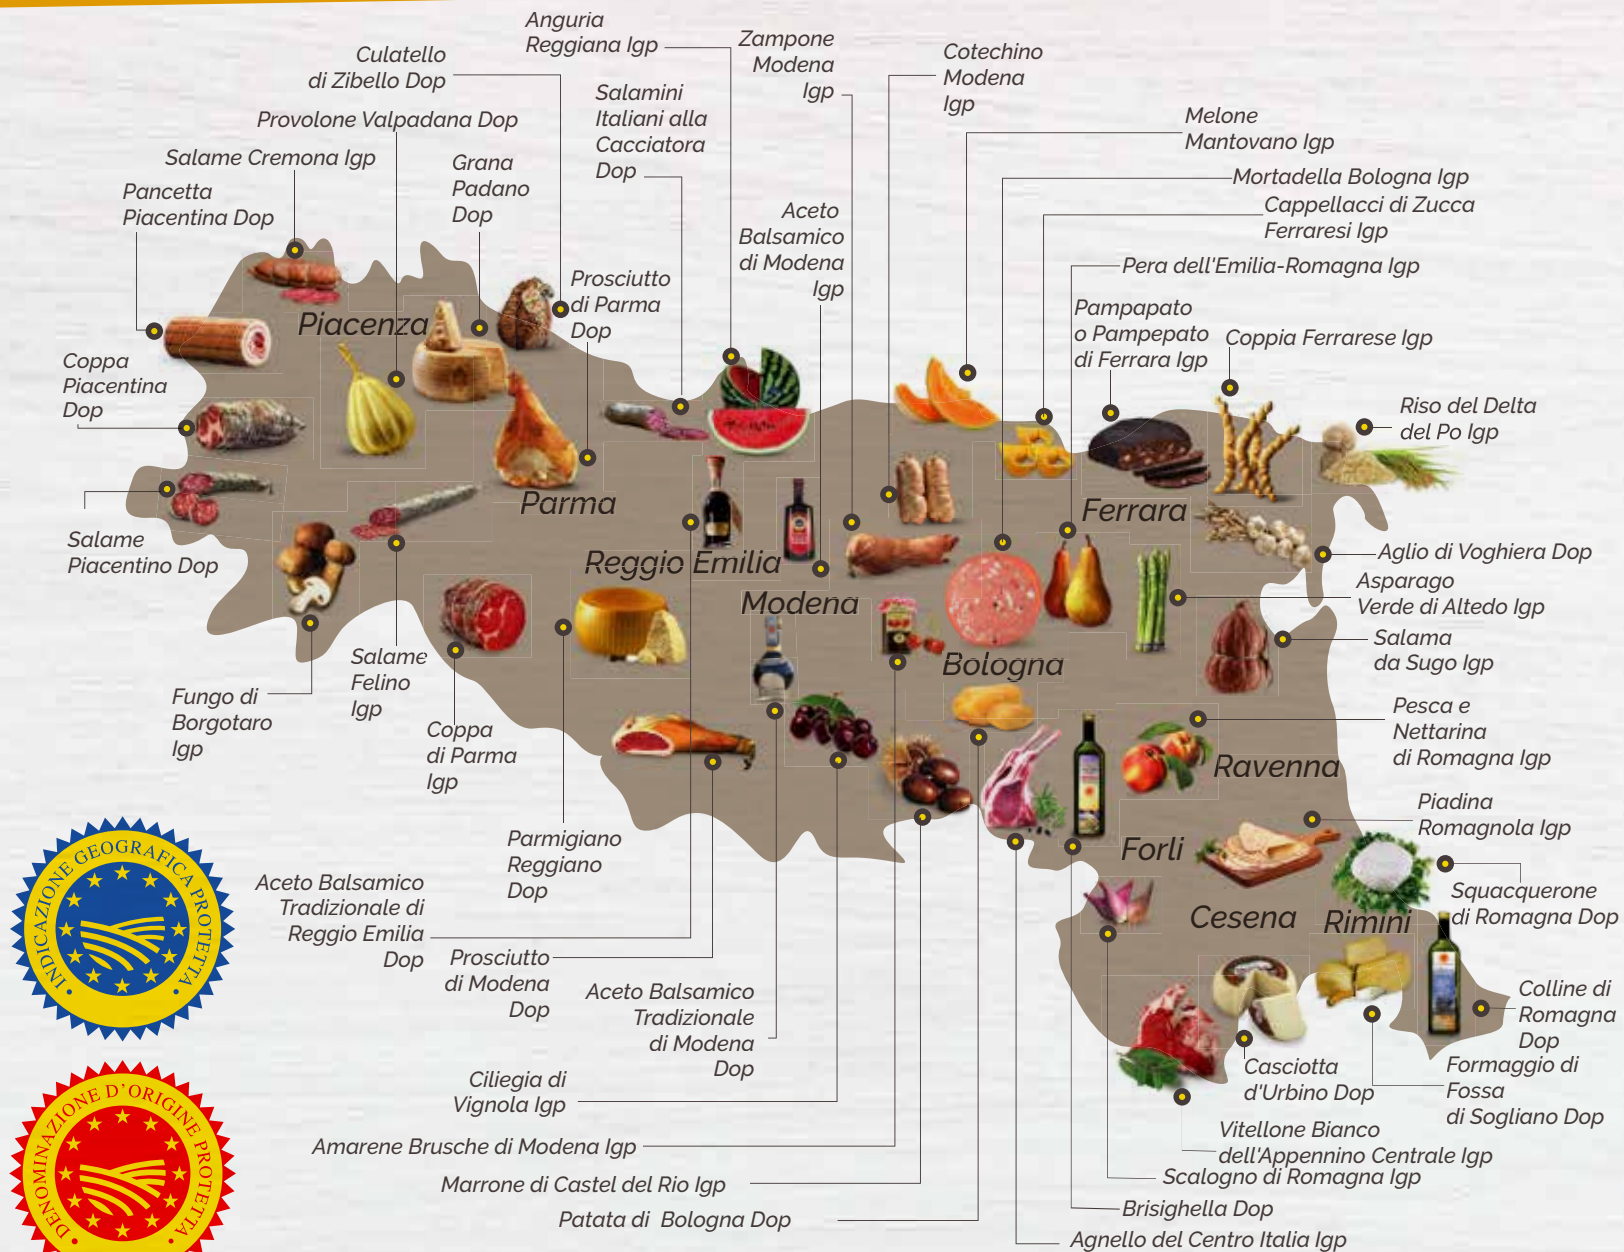 Anguria
Reggiana Igp
Zampone
Modena
Igp
Cotechino
Modena
Igp
Culatello
di Zibello Dop
Salamini
Italiani alla
Cacciatora
Dop
Melone
Mantovano Igp
Provolone Valpadana Dop
Salame Cremona Igp
Grana
Padano
Dop
Mortadella Bologna Igp
Pancetta
Piacentina Dop
Cappellacci di Zucca
Ferraresi Igp
Aceto
Balsamico
di Modena
Igp
Pera dell'Emilia-Romagna Igp
Prosciutto
di Parma
Dop
Pampapato
o Pampepato
di Ferrara Igp
Coppia Ferrarese Igp
Piacenza
Coppa
Piacentina
Dop
Riso del Delta
del Po Igp
Parma
Ferrara
Salame
Piacentino Dop
Aglio di Voghiera Dop
Reggio Emilia
Asparago
Verde di Altedo Igp
Modena
Salama
da Sugo Igp
Bologna
Salame
Felino
Igp
Fungo di
Borgotaro
Igp
Coppa
di Parma
Igp
Pesca e
Nettarina
di Romagna Igp
Ravenna
Piadina
Romagnola Igp
Parmigiano
Reggiano
Dop
Forli
Aceto Balsamico
Tradizionale di
Reggio Emilia
Dop
Squacquerone
di Romagna Dop
Cesena
Rimini
INDICAZIONE GEOGRAFICA PROTETTA
Prosciutto
di Modena
Dop
Aceto Balsamico
Tradizionale
di Modena
Dop
Colline di
Romagna
Dop
Casciotta
d'Urbino Dop
Formaggio di
Fossa
di Sogliano Dop
Ciliegia di
Vignola Igp
DENOMINAZIONE D'ORIGINE PROTETTA
Vitellone Bianco
dell'Appennino Centrale Igp
Amarene Brusche di Modena Igp
Scalogno di Romagna Igp
Marrone di Castel del Rio Igp
Brisighella Dop
Patata di Bologna Dop
Agnello del Centro Italia Igp